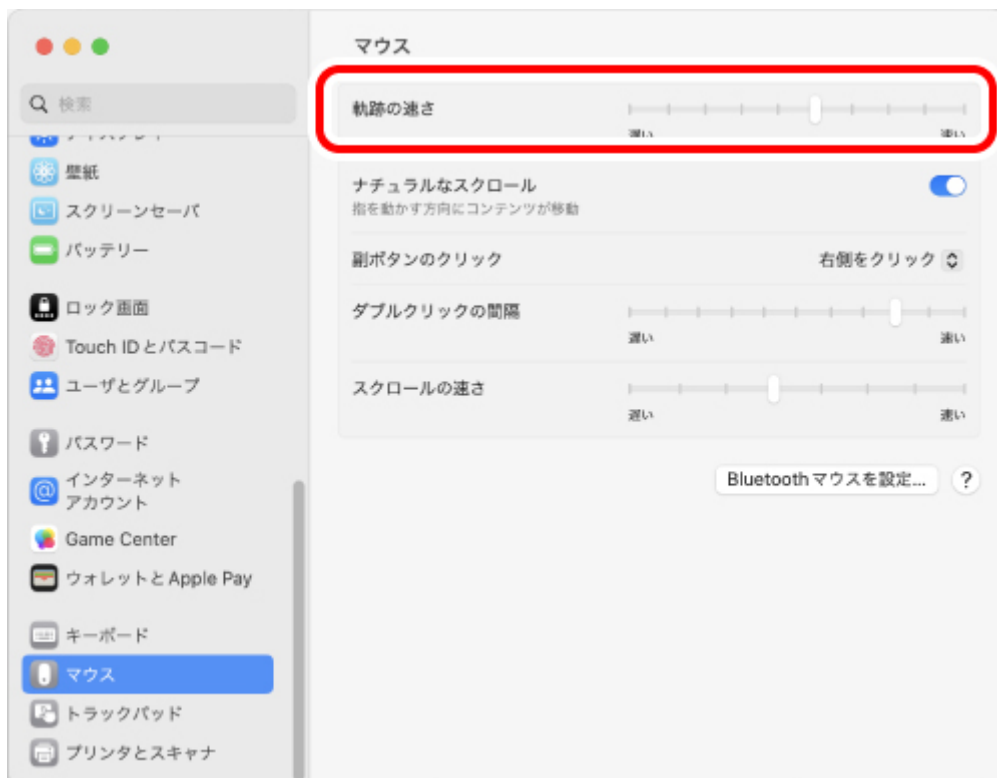 マウス
検索
壁紙
スクリーンセーバ
バッテリー
ロック画面
Touch IDとパスコード
ユーザとグループ
パスワード
インターネット
アカウント
Game Center
ウォレットとApple Pay
キーボード
マウス
トラックパッド
プリンタとスキャナ
軌跡の速さ
遅い 速い
ナチュラルなスクロール
指を動かす方向にコンテンツが移動
副ボタンのクリック 右側をクリック
ダブルクリックの間隔
遅い 速い
スクロールの速さ
遅い 速い
Bluetoothマウスを設定... ?